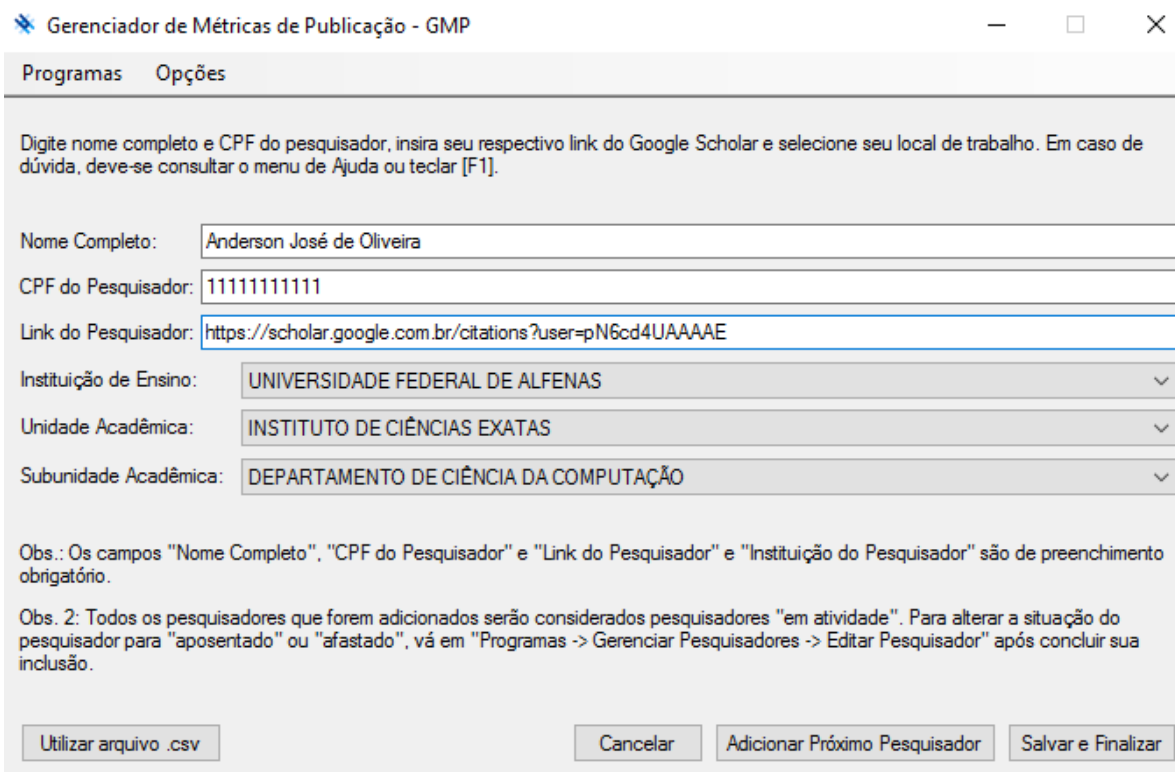 Gerenciador de Métricas de Publicação - GMP
Programas Opções
Digite nome completo e CPF do pesquisador, insira seu respectivo link do Google Scholar e selecione seu local de trabalho. Em caso de
dúvida, deve-se consultar o menu de Ajuda ou teclar [F1].
Nome Completo: Anderson José de Oliveira
CPF do Pesquisador: 11111111111
Link do Pesquisador: https://scholar.google.com.br/citations?user=pN6cd4UAAAAE
Instituição de Ensino: UNIVERSIDADE FEDERAL DE ALFENAS
Unidade Acadêmica: INSTITUTO DE CIÊNCIAS EXATAS
Subunidade Acadêmica: DEPARTAMENTO DE CIÊNCIA DA COMPUTAÇÃO
Obs.: Os campos "Nome Completo", "CPF do Pesquisador" e "Link do Pesquisador" e "Instituição do Pesquisador" são de preenchimento
obrigatório.
Obs. 2: Todos os pesquisadores que forem adicionados serão considerados pesquisadores "em atividade". Para alterar a situação do
pesquisador para "aposentado" ou "afastado", vá em "Programas -> Gerenciar Pesquisadores -> Editar Pesquisador" após concluir sua
inclusão.
Utilizar arquivo .csv Cancelar Adicionar Próximo Pesquisador Salvar e Finalizar